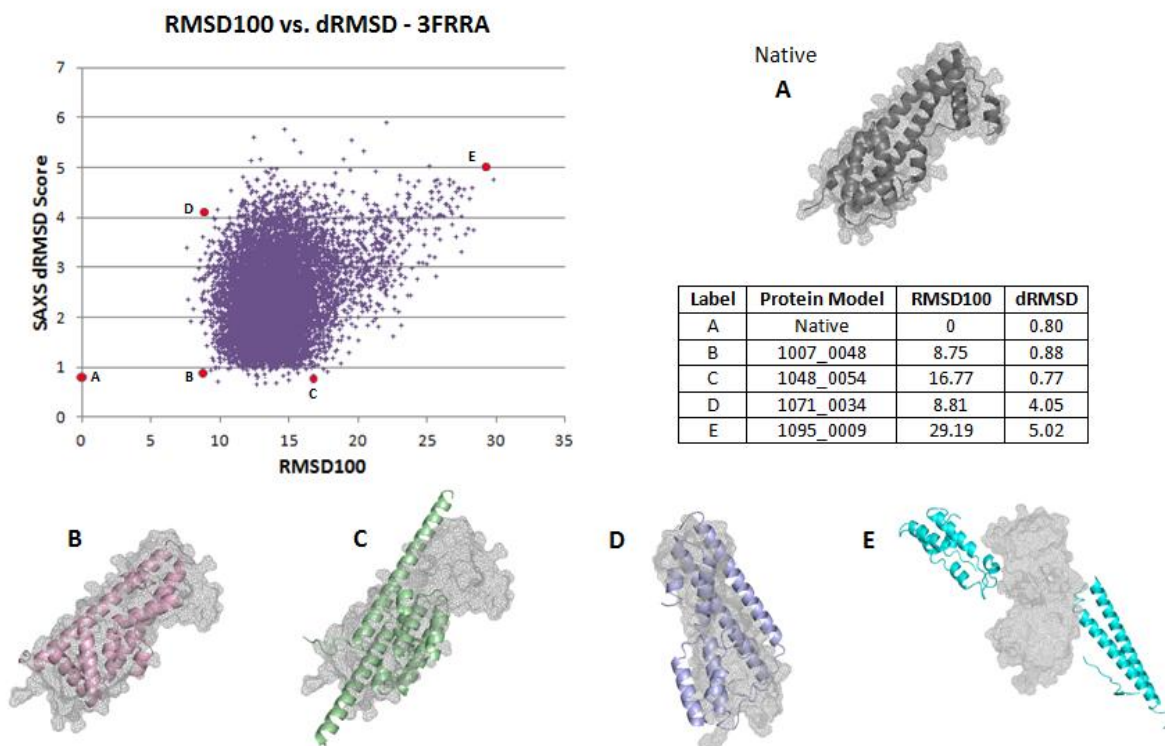 RMSD100 vs. dRMSD - 3FRRA
SAXS dRMSD Score
7
6
5
4
3
2
1
0
0 5 10 15 20 25 30 35
RMSD100
A
B
C
D
E
Native
A
Label Protein Model RMSD100 dRMSD
A Native 0 0.80
B 1007_0048 8.75 0.88
C 1048_0054 16.77 0.77
D 1071_0034 8.81 4.05
E 1095_0009 29.19 5.02
B
C
D
E